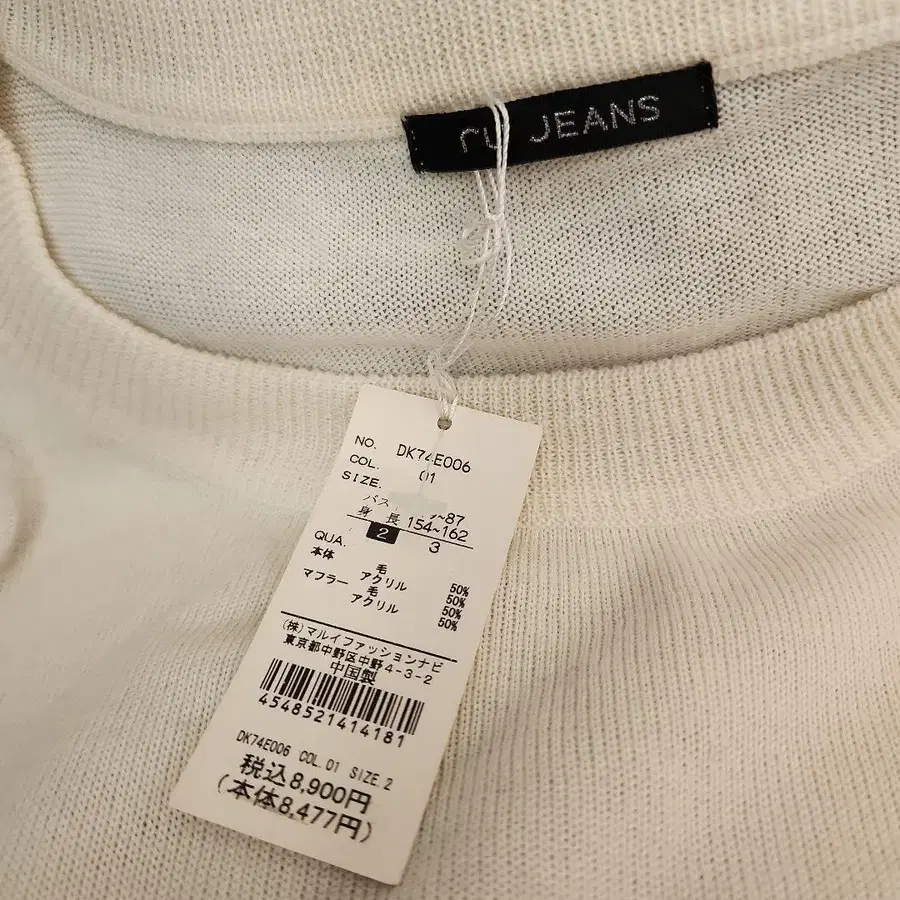 ru JEANS
NO. DK74E006
COL. 01
SIZE.
~87
身 長 154~162
2 3
QUA.
本体
毛 50%
アクリル 50%
マフラー 毛 50%
アクリル 50%
(株)マルイファッションナビ
東京都中野区中野4-3-2
中国製
4548521414181
DK74E006 COL.01 SIZE.2
税込8,900円
(本体8,477円)